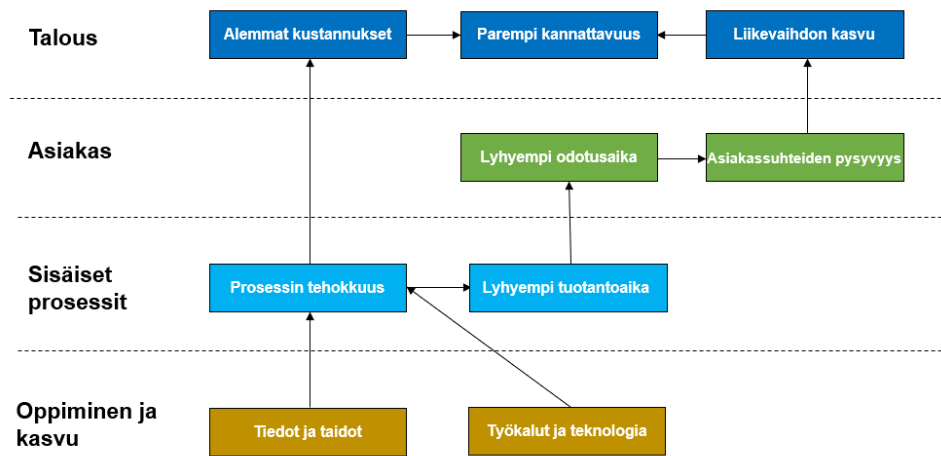 Talous
Alemmat kustannukset
Parempi kannattavuus
Liikevaihdon kasvu
Asiakas
Lyhyempi odotusaika
Asiakassuhteiden pysyvyys
Sisäiset
prosessit
Prosessin tehokkuus
Lyhyempi tuotantoaika
Oppiminen ja
kasvu
Tiedot ja taidot
Työkalut ja teknologia